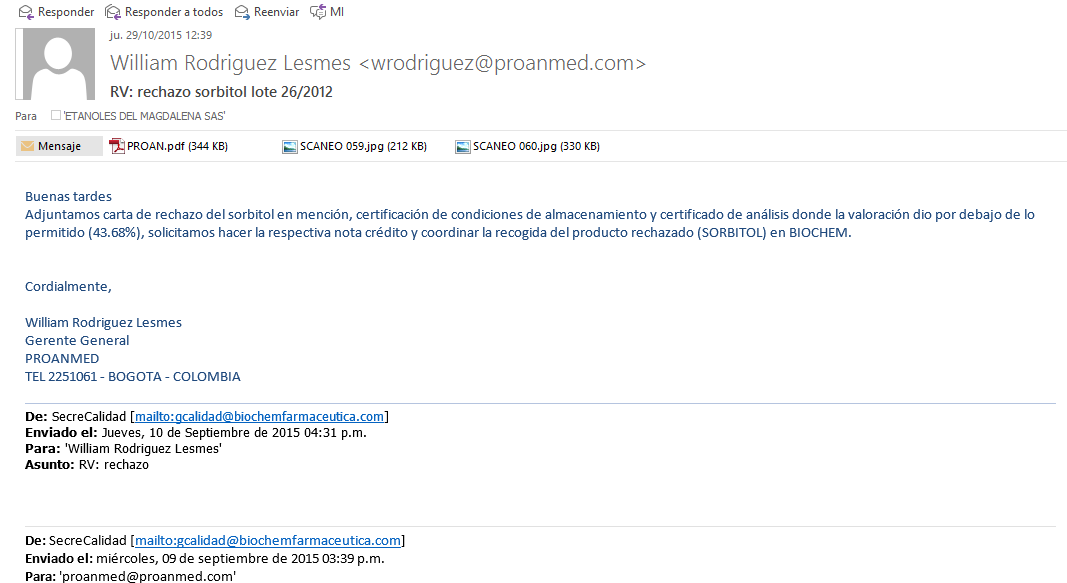 Responder Responder a todos Reenviar MI
ju. 29/10/2015 12:39
William Rodriguez Lesmes <wrodriguez@proanmed.com>
RV: rechazo sorbitol lote 26/2012
Para 'ETANOLES DEL MAGDALENA SAS'
Mensaje PROAN.pdf (344 KB) SCANEO 059.jpg (212 KB) SCANEO 060.jpg (330 KB)
Buenas tardes
Adjuntamos carta de rechazo del sorbitol en mención, certificación de condiciones de almacenamiento y certificado de análisis donde la valoración dio por debajo de lo
permitido (43.68%), solicitamos hacer la respectiva nota crédito y coordinar la recogida del producto rechazado (SORBITOL) en BIOCHEM.
Cordialmente,
William Rodriguez Lesmes
Gerente General
PROANMED
TEL 2251061 - BOGOTA - COLOMBIA
De: SecreCalidad [mailto:gcalidad@biochemfarmaceutica.com]
Enviado el: Jueves, 10 de Septiembre de 2015 04:31 p.m.
Para: 'William Rodriguez Lesmes'
Asunto: RV: rechazo
De: SecreCalidad [mailto:gcalidad@biochemfarmaceutica.com]
Enviado el: miércoles, 09 de septiembre de 2015 03:39 p.m.
Para: 'proanmed@proanmed.com'